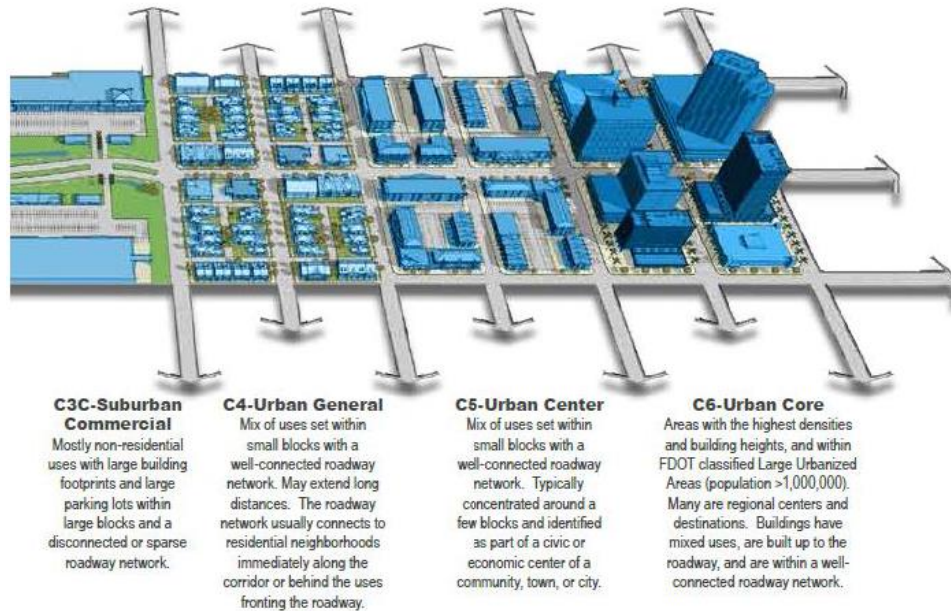 C3C-Suburban
Commercial
Mostly non-residential
uses with large building
footprints and large
parking lots within
large blocks and a
disconnected or sparse
roadway network.
C4-Urban General
Mix of uses set within
small blocks with a
well-connected roadway
network. May extend long
distances. The roadway
network usually connects to
residential neighborhoods
immediately along the
corridor or behind the uses
fronting the roadway.
C5-Urban Center
Mix of uses set within
small blocks with a
well-connected roadway
network. Typically
concentrated around a
few blocks and identified
as part of a civic or
economic center of a
community, town, or city.
C6-Urban Core
Areas with the highest densities
and building heights, and within
FDOT classified Large Urbanized
Areas (population >1,000,000).
Many are regional centers and
destinations. Buildings have
mixed uses, are built up to the
roadway, and are within a well-
connected roadway network.